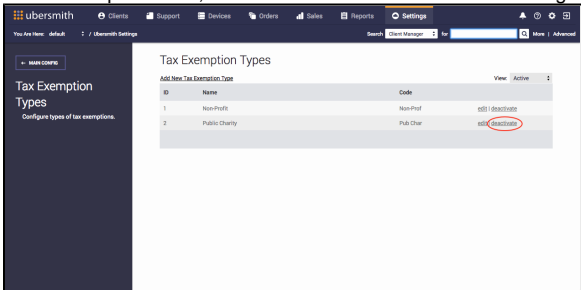 ubersmith Clients Support Devices Orders Sales Reports Settings
You Are Here: default / Ubersmith Settings Search Client Manager for More | Advanced
← MAIN CONFIG
Tax Exemption Types
Configure types of tax exemptions.
Tax Exemption Types
Add New Tax Exemption Type View: Active
ID Name Code
1 Non-Profit Non-Prof edit | deactivate
2 Public Charity Pub Char edit | deactivate